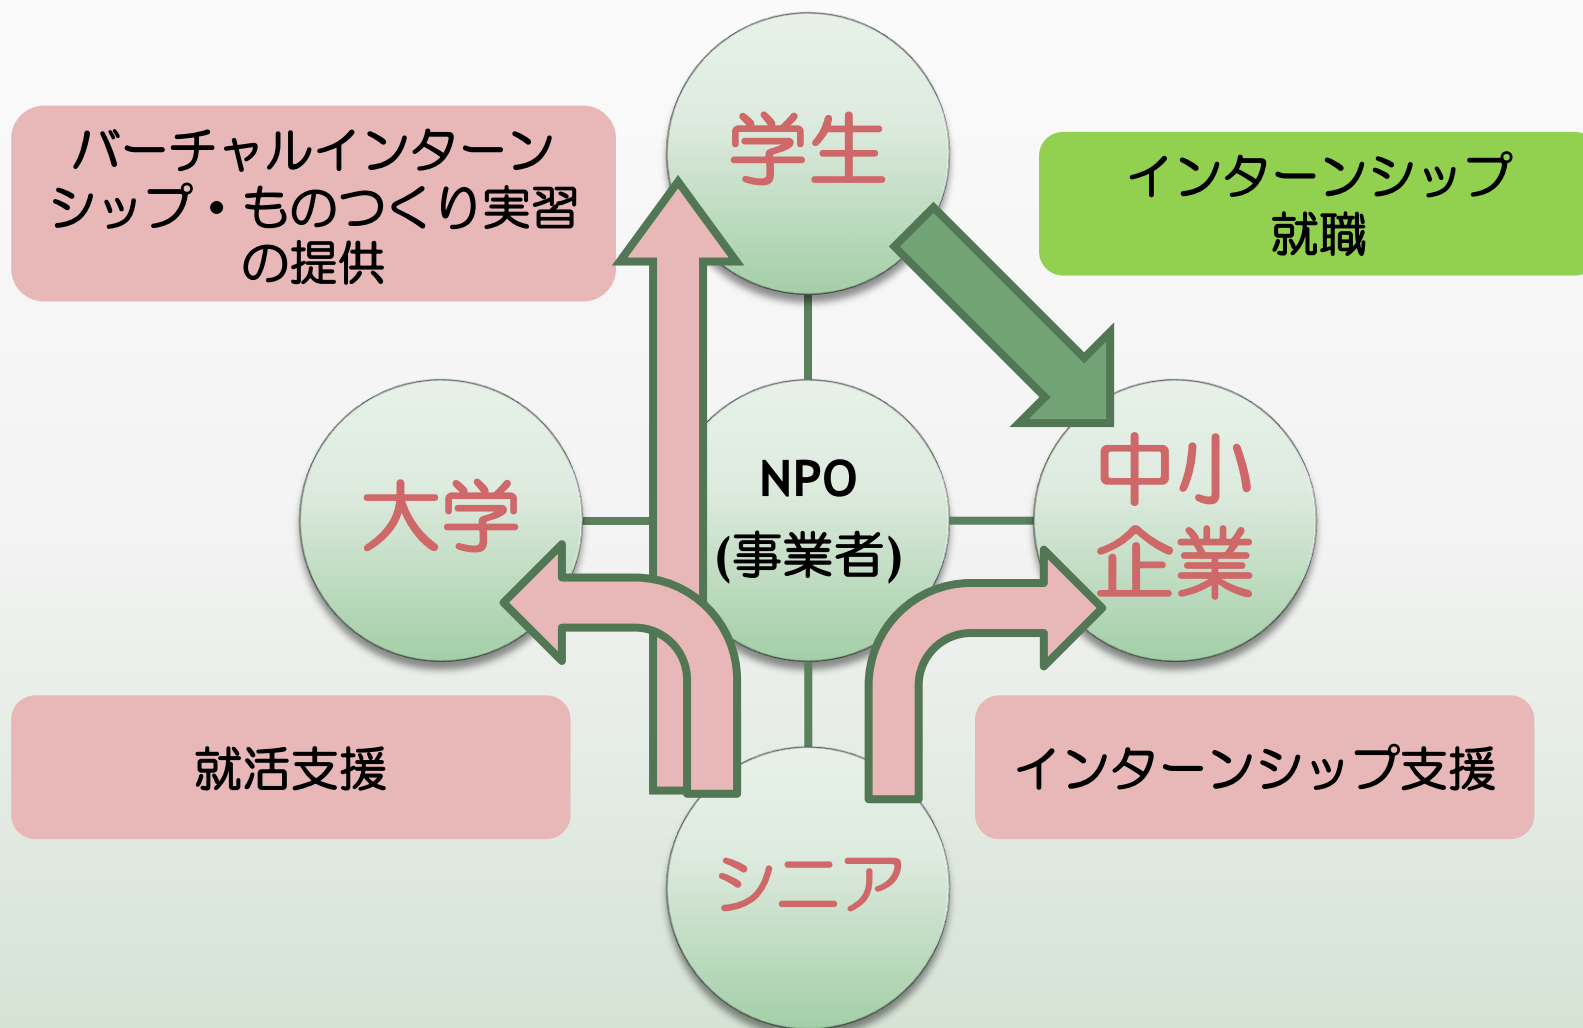 学生
バーチャルインターン
シップ・ものつくり実習
の提供
インターンシップ
就職
大学
NPO
(事業者)
中小
企業
就活支援
インターンシップ支援
シニア